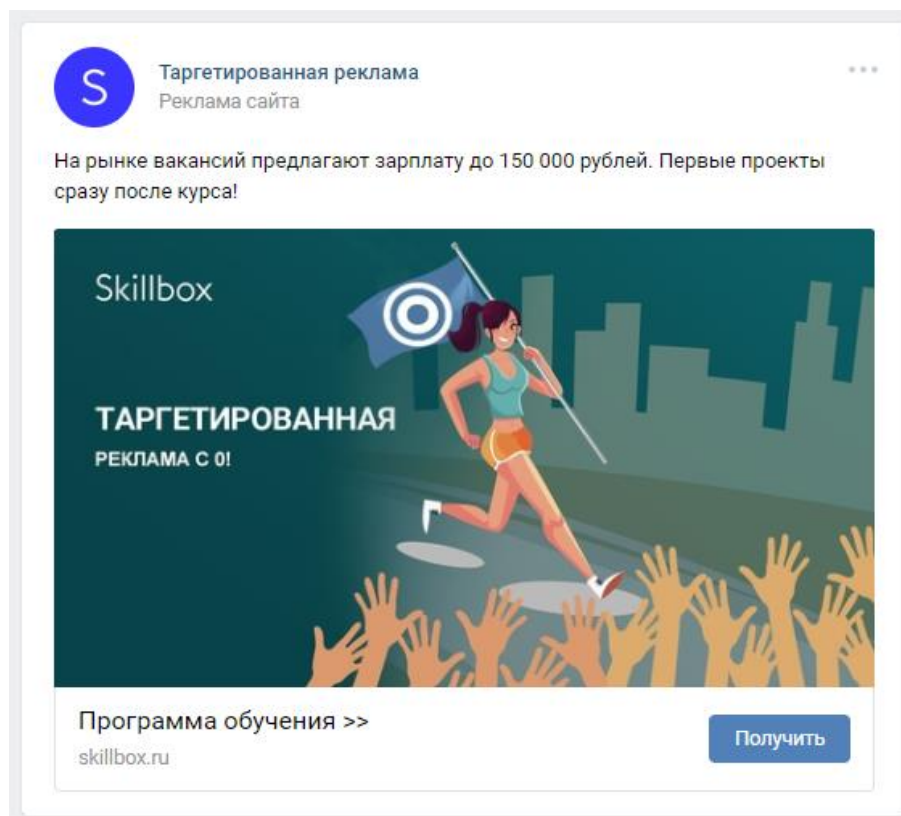 S
Таргетированная реклама
Реклама сайта
На рынке вакансий предлагают зарплату до 150 000 рублей. Первые проекты
сразу после курса!
Skillbox
ТАРГЕТИРОВАННАЯ
РЕКЛАМА С 0!
Программа обучения >>
skillbox.ru
Получить